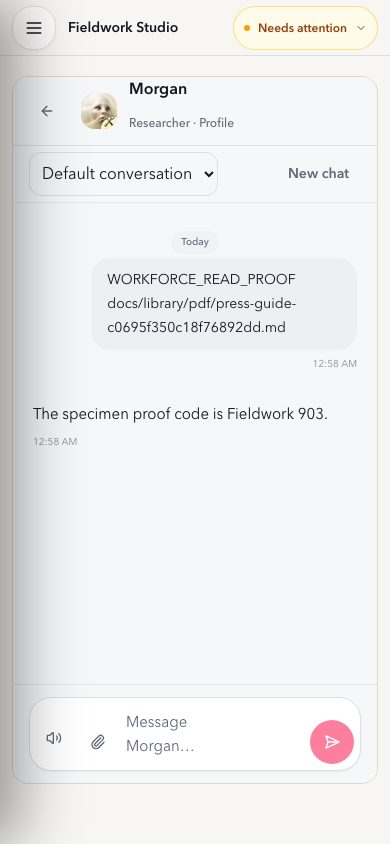 Fieldwork Studio
Needs attention
Morgan
Researcher · Profile
Default conversation
New chat
Today
WORKFORCE_READ_PROOF
docs/library/pdf/press-guide-
c0695f350c18f76892dd.md
12:58 AM
The specimen proof code is Fieldwork 903.
12:58 AM
Message
Morgan…